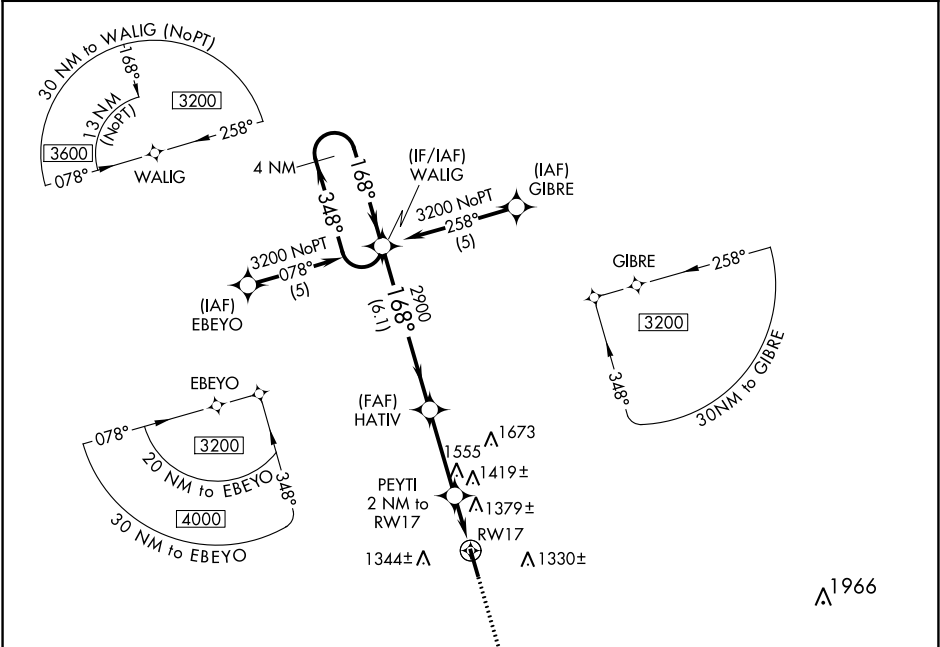 30 NM to WALIG (NoPT)
168°
13 NM
(NoPT)
3200
3600
078°
258°
WALIG
4 NM
348°
168°
(IF/IAF)
WALIG
(IAF)
GIBRE
3200 NoPT
258°
(5)
3200 NoPT
078°
(5)
(IAF)
EBEYO
2900
168°
(6.1)
GIBRE
258°
3200
348°
30NM to GIBRE
EBEYO
078°
3200
20 NM to EBEYO
348°
4000
30 NM to EBEYO
(FAF)
HATIV
1673
1555
1419±
PEYTI
2 NM to
RW17
1379±
RW17
1344±
1330±
1966